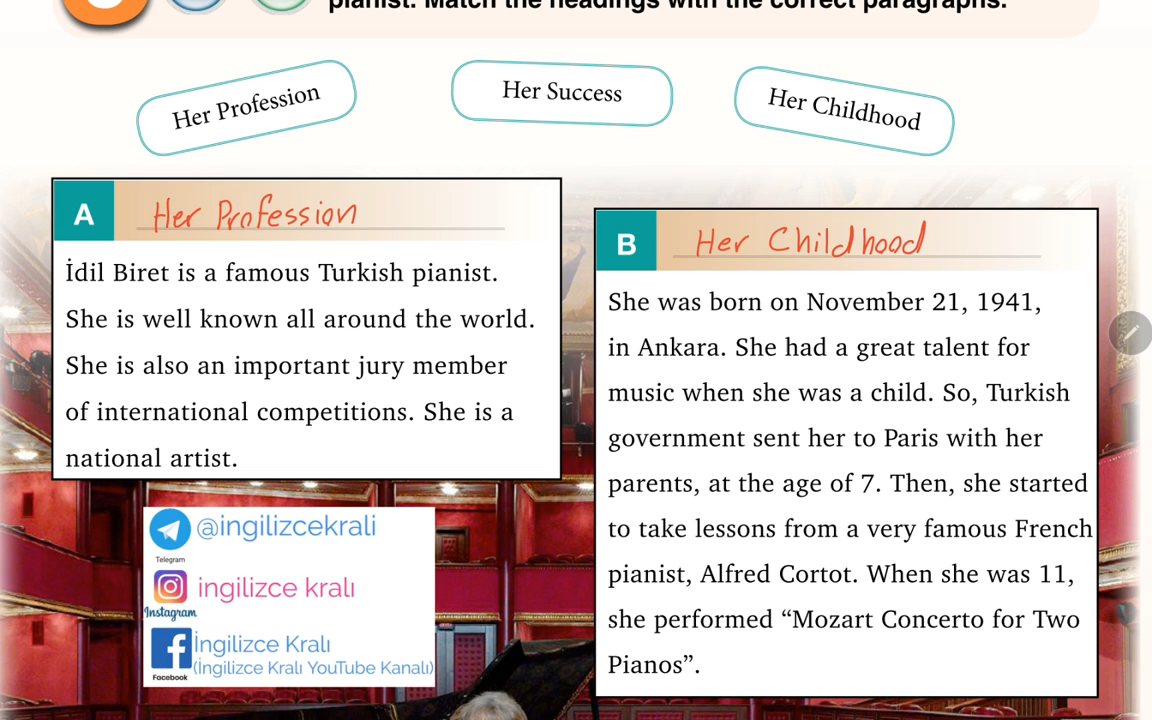 pianist. Match the headings with the correct paragraphs.
Her Profession
Her Success
Her Childhood
A
Her Profession
İdil Biret is a famous Turkish pianist.
She is well known all around the world.
She is also an important jury member
of international competitions. She is a
national artist.
B
Her Childhood
She was born on November 21, 1941,
in Ankara. She had a great talent for
music when she was a child. So, Turkish
government sent her to Paris with her
parents, at the age of 7. Then, she started
to take lessons from a very famous French
pianist, Alfred Cortot. When she was 11,
she performed “Mozart Concerto for Two
Pianos”.
@ingilizcekrali
Telegram
ingilizce kralı
Instagram
İngilizce Kralı
(İngilizce Kralı YouTube Kanalı)
Facebook